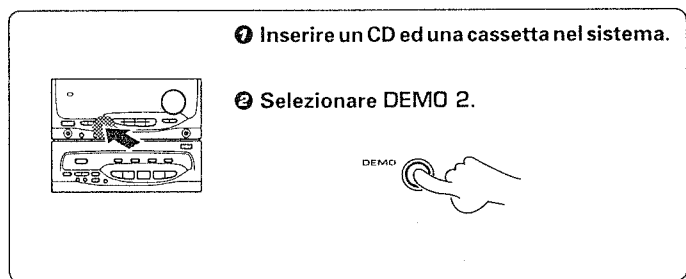 ❶ Inserire un CD ed una cassetta nel sistema.
❷ Selezionare DEMO 2.
DEMO